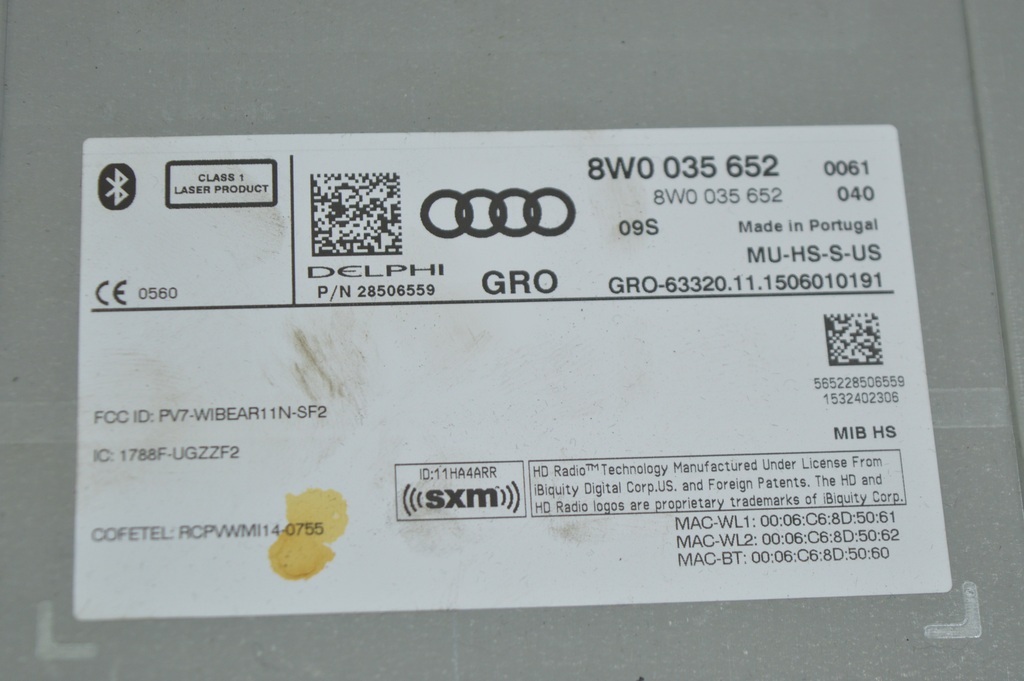 CLASS 1
LASER PRODUCT
CE 0560
DELPHI
P/N 28506559
GRO
8W0 035 652 0061
8W0 035 652 040
09S Made in Portugal
MU-HS-S-US
GRO-63320.11.1506010191
565228506559
1532402306
MIB HS
FCC ID: PV7-WIBEAR11N-SF2
IC: 1788F-UGZZF2
COFETEL: RCPVWMI14-0755
ID:11HA4ARR
((sxm))
HD Radio™Technology Manufactured Under License From
iBiquity Digital Corp.US. and Foreign Patents. The HD and
HD Radio logos are proprietary trademarks of iBiquity Corp.
MAC-WL1: 00:06:C6:8D:50:61
MAC-WL2: 00:06:C6:8D:50:62
MAC-BT: 00:06:C6:8D:50:60